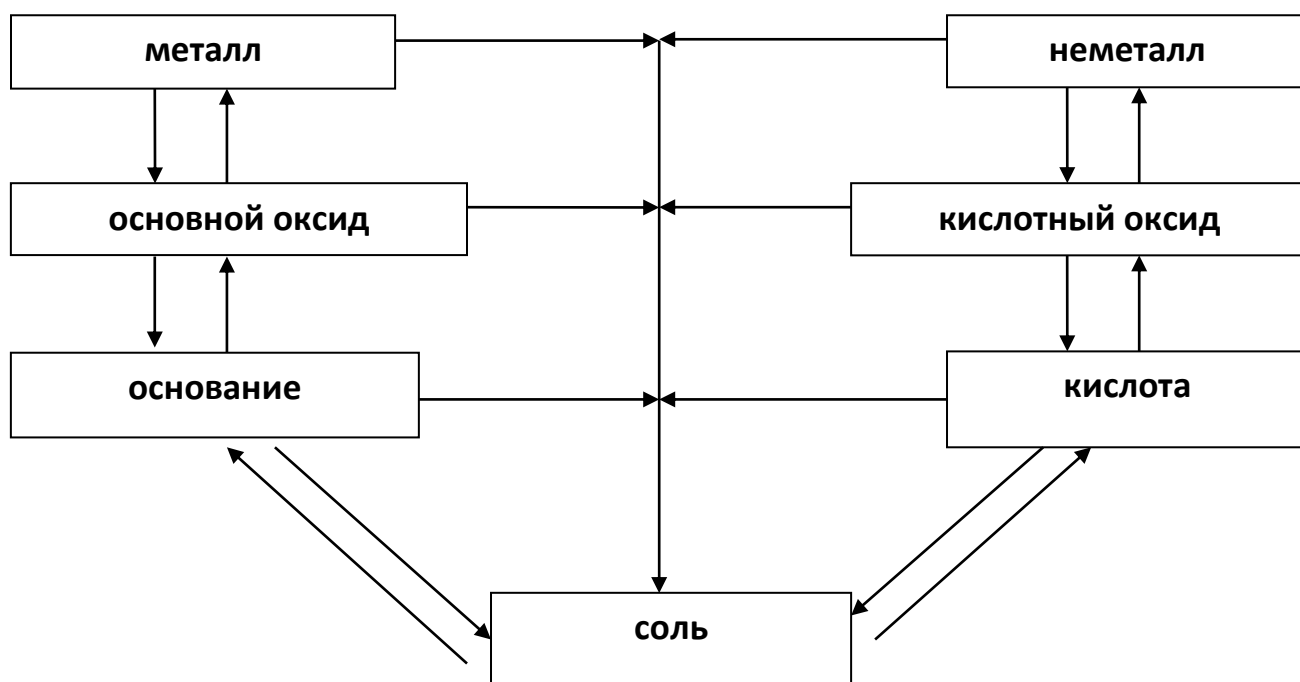 металл
неметалл
основной оксид
кислотный оксид
основание
кислота
соль